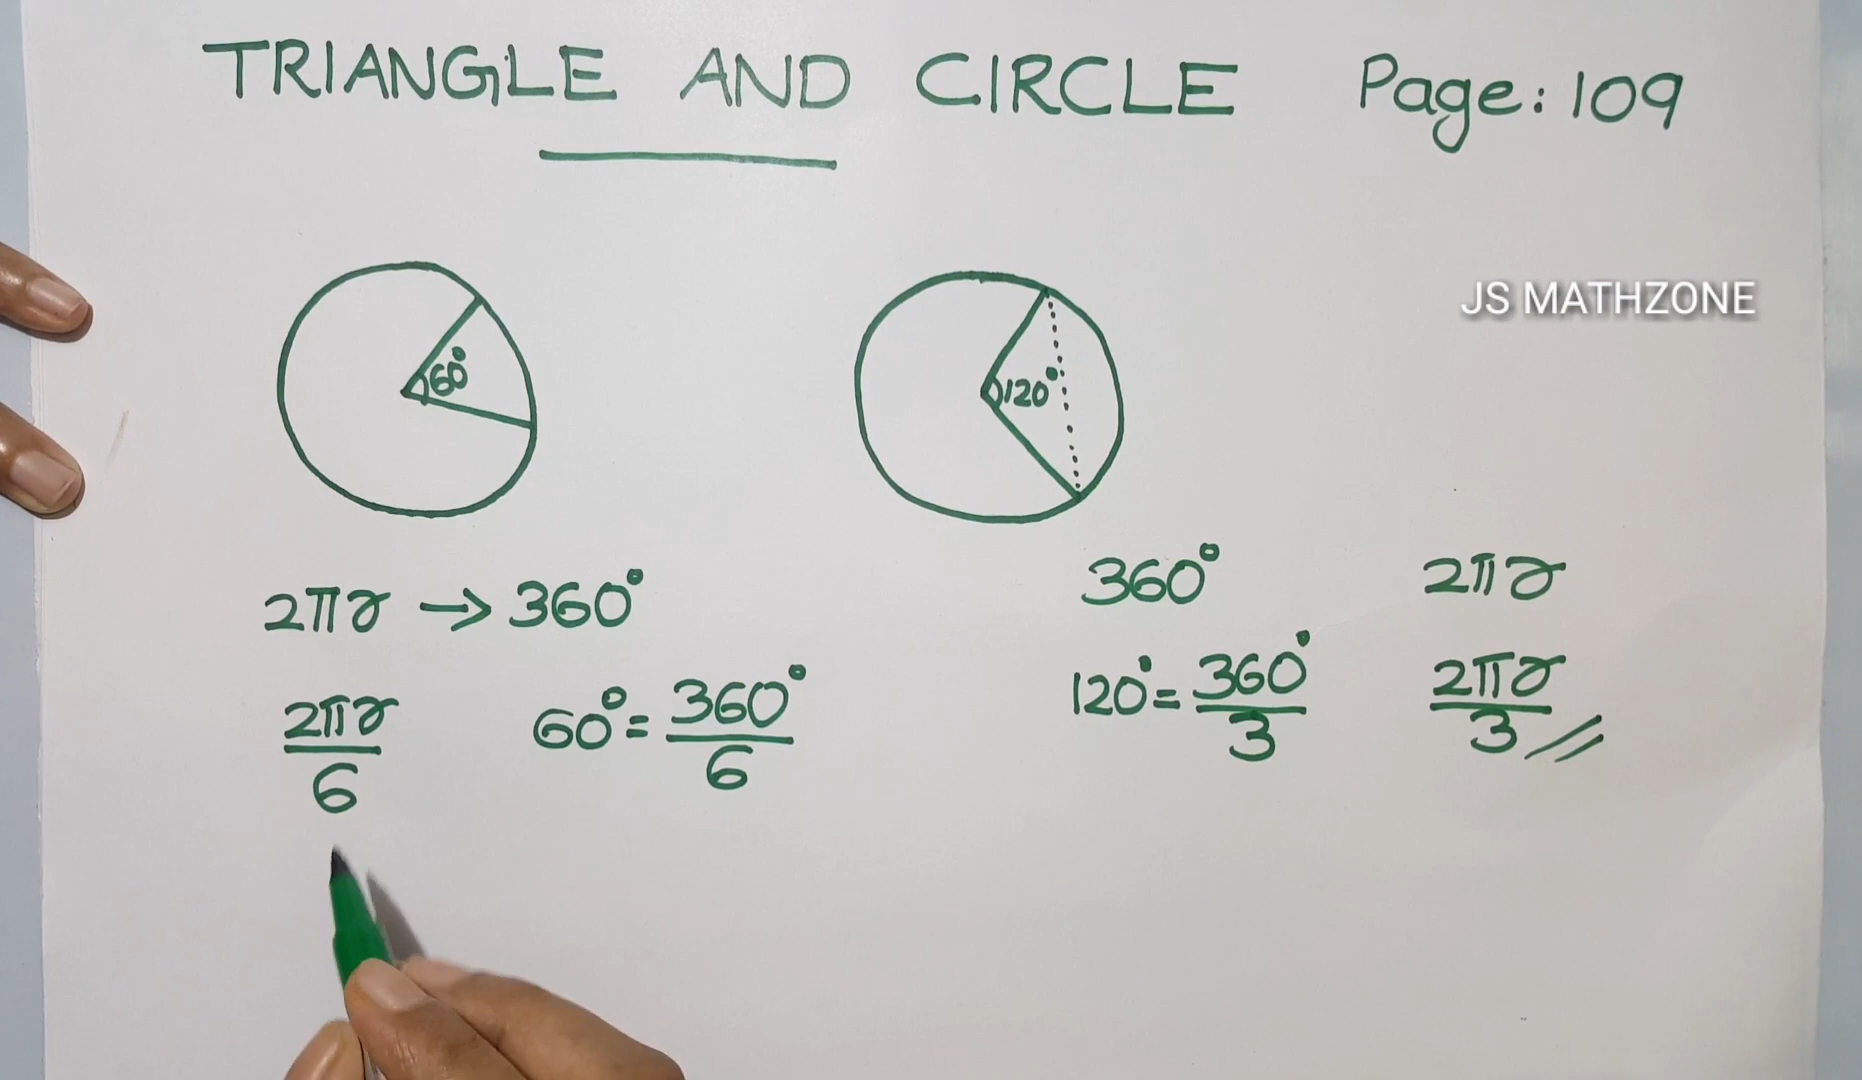 TRIANGLE AND CIRCLE Page: 109
JS MATHZONE
60°
120°
2πr → 360°
2πr/6 60° = 360°/6
360° 2πr
120° = 360°/3 2πr/3